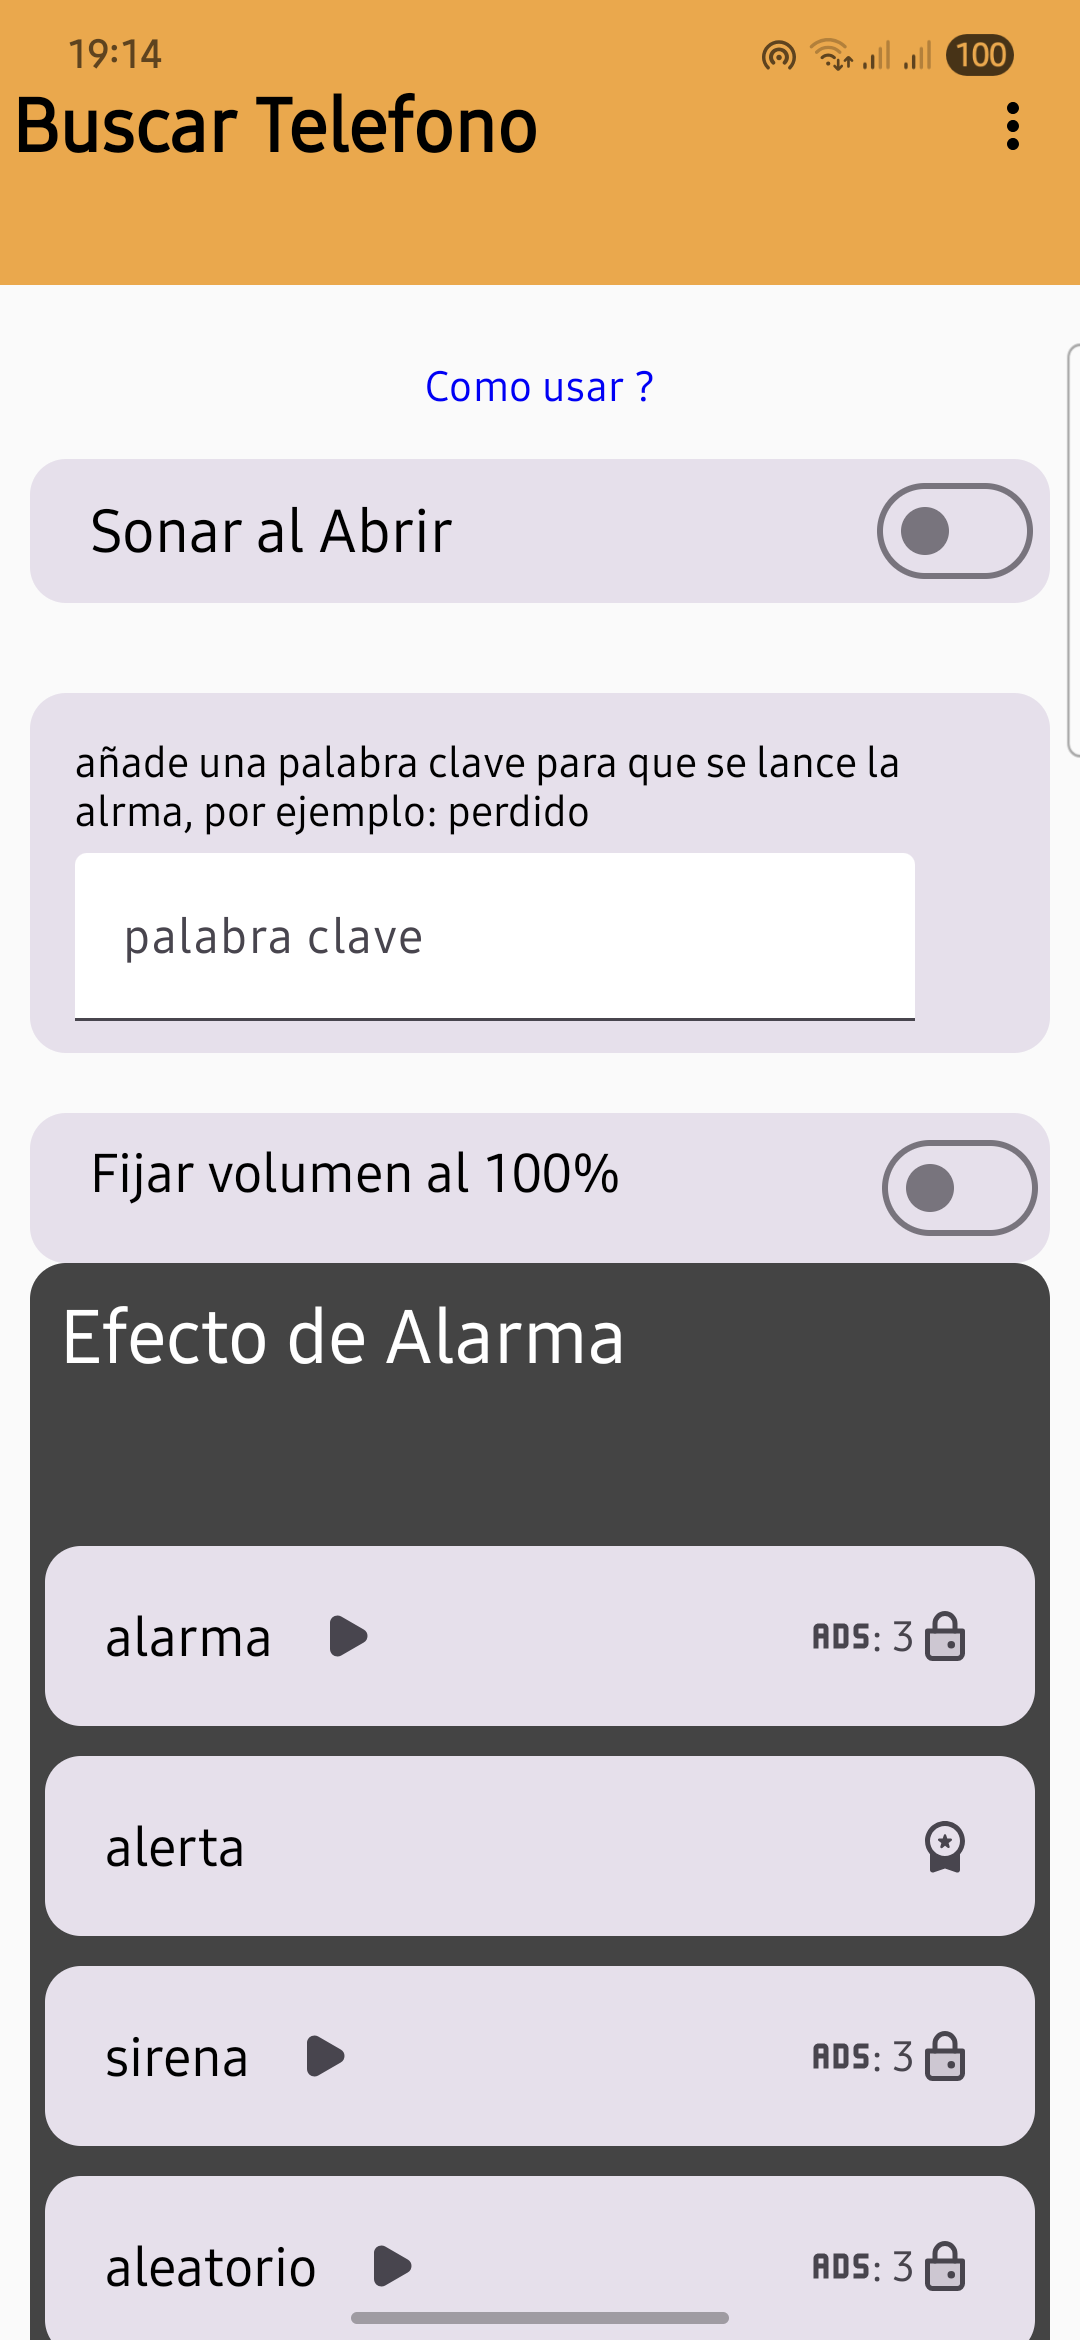 19:14
100
Buscar Telefono
Como usar ?
Sonar al Abrir
añade una palabra clave para que se lance la
alrma, por ejemplo: perdido
palabra clave
Fijar volumen al 100%
Efecto de Alarma
alarma ADS: 3
alerta
sirena ADS: 3
aleatorio ADS: 3